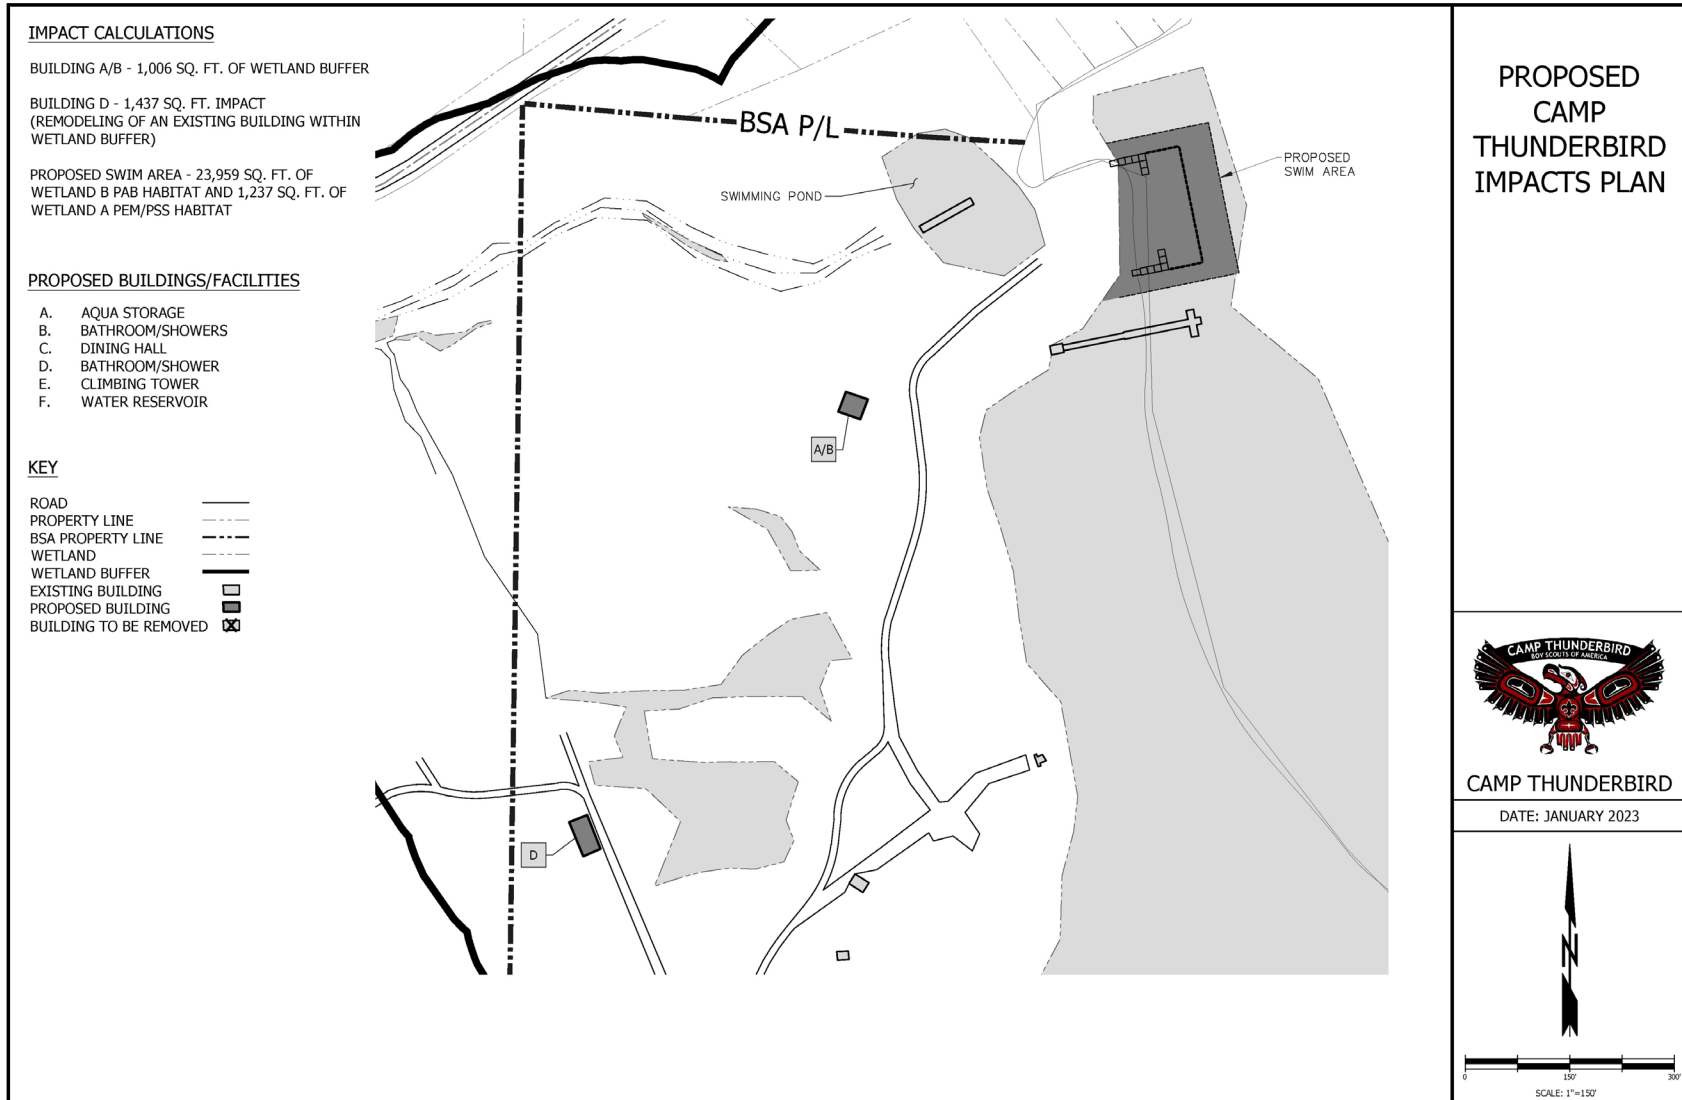 IMPACT CALCULATIONS
BUILDING A/B - 1,006 SQ. FT. OF WETLAND BUFFER
BUILDING D - 1,437 SQ. FT. IMPACT
(REMODELING OF AN EXISTING BUILDING WITHIN
WETLAND BUFFER)
PROPOSED SWIM AREA - 23,959 SQ. FT. OF
WETLAND B PAB HABITAT AND 1,237 SQ. FT. OF
WETLAND A PEM/PSS HABITAT
PROPOSED BUILDINGS/FACILITIES
A. AQUA STORAGE
B. BATHROOM/SHOWERS
C. DINING HALL
D. BATHROOM/SHOWER
E. CLIMBING TOWER
F. WATER RESERVOIR
KEY
ROAD
PROPERTY LINE
BSA PROPERTY LINE
WETLAND
WETLAND BUFFER
EXISTING BUILDING
PROPOSED BUILDING
BUILDING TO BE REMOVED
BSA P/L
SWIMMING POND
PROPOSED
SWIM AREA
A/B
D
PROPOSED
CAMP
THUNDERBIRD
IMPACTS PLAN
CAMP THUNDERBIRD
BOY SCOUTS OF AMERICA
CAMP THUNDERBIRD
DATE: JANUARY 2023
N
0 150' 300'
SCALE: 1"=150'